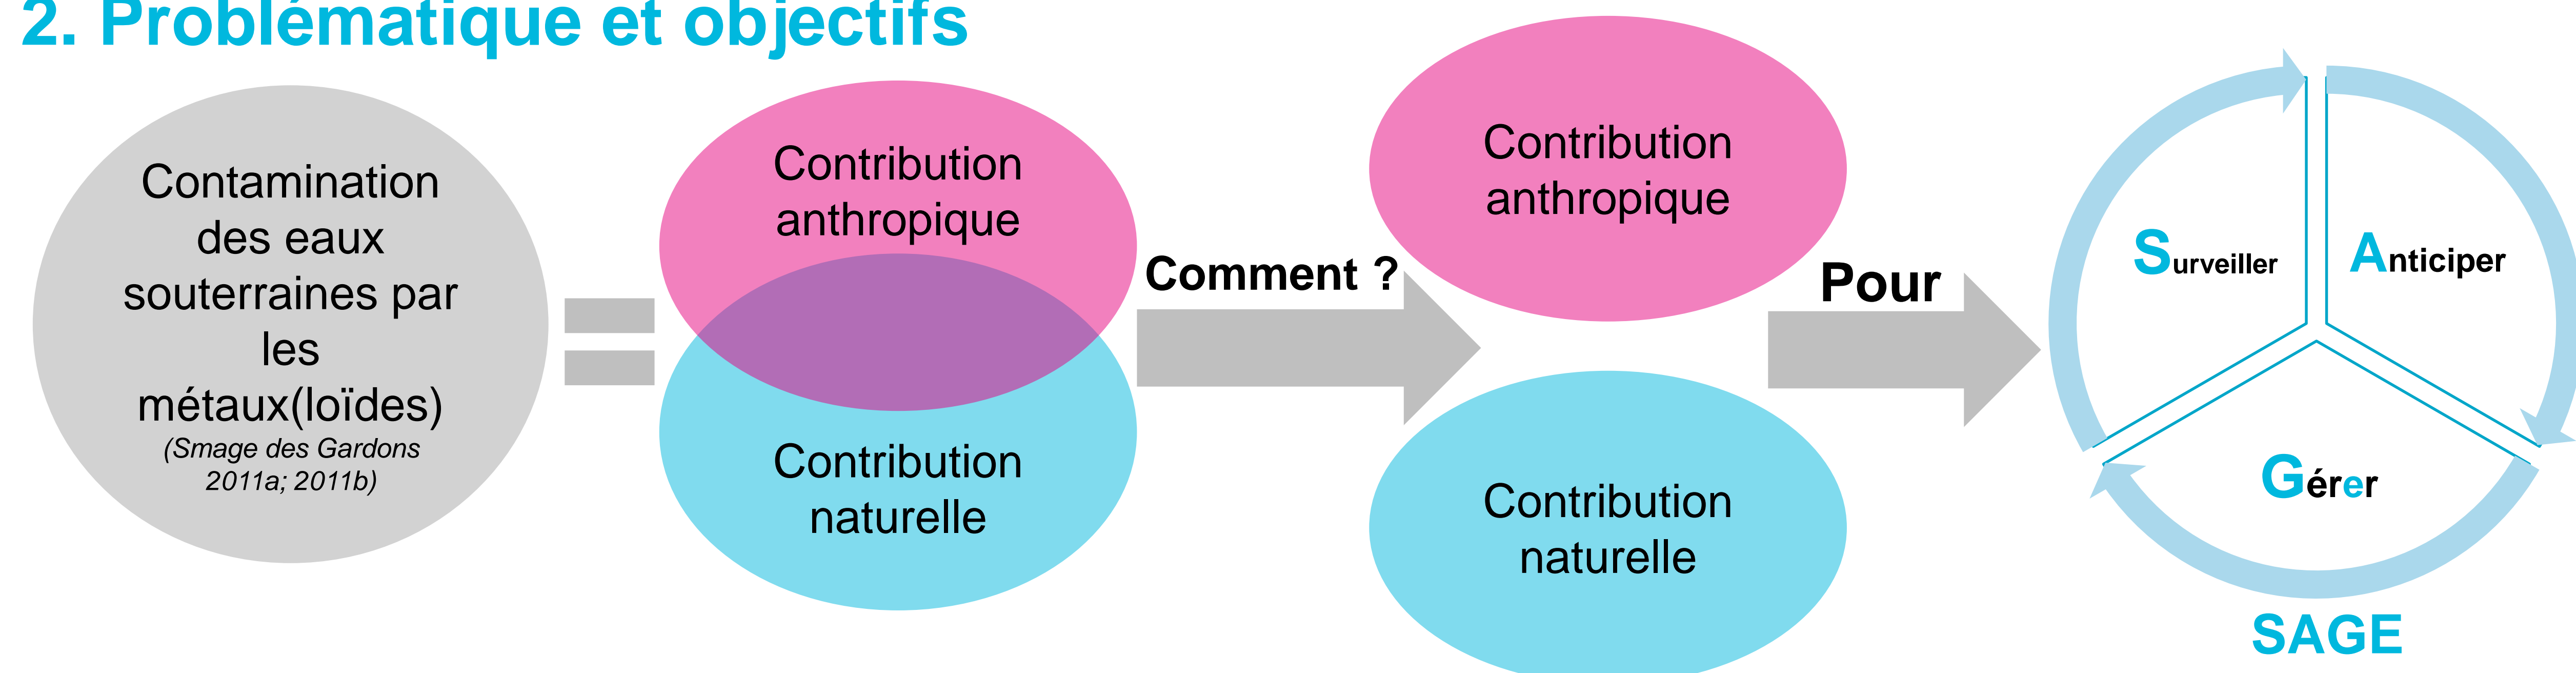 2. Problématique et objectifs
Contamination
des eaux
souterraines par
les
métaux(loïdes)
(Smage des Gardons
2011a; 2011b)
Contribution
anthropique
Contribution
naturelle
Comment ?
Contribution
anthropique
Contribution
naturelle
Pour
Surveiller
Anticiper
Gérer
SAGE